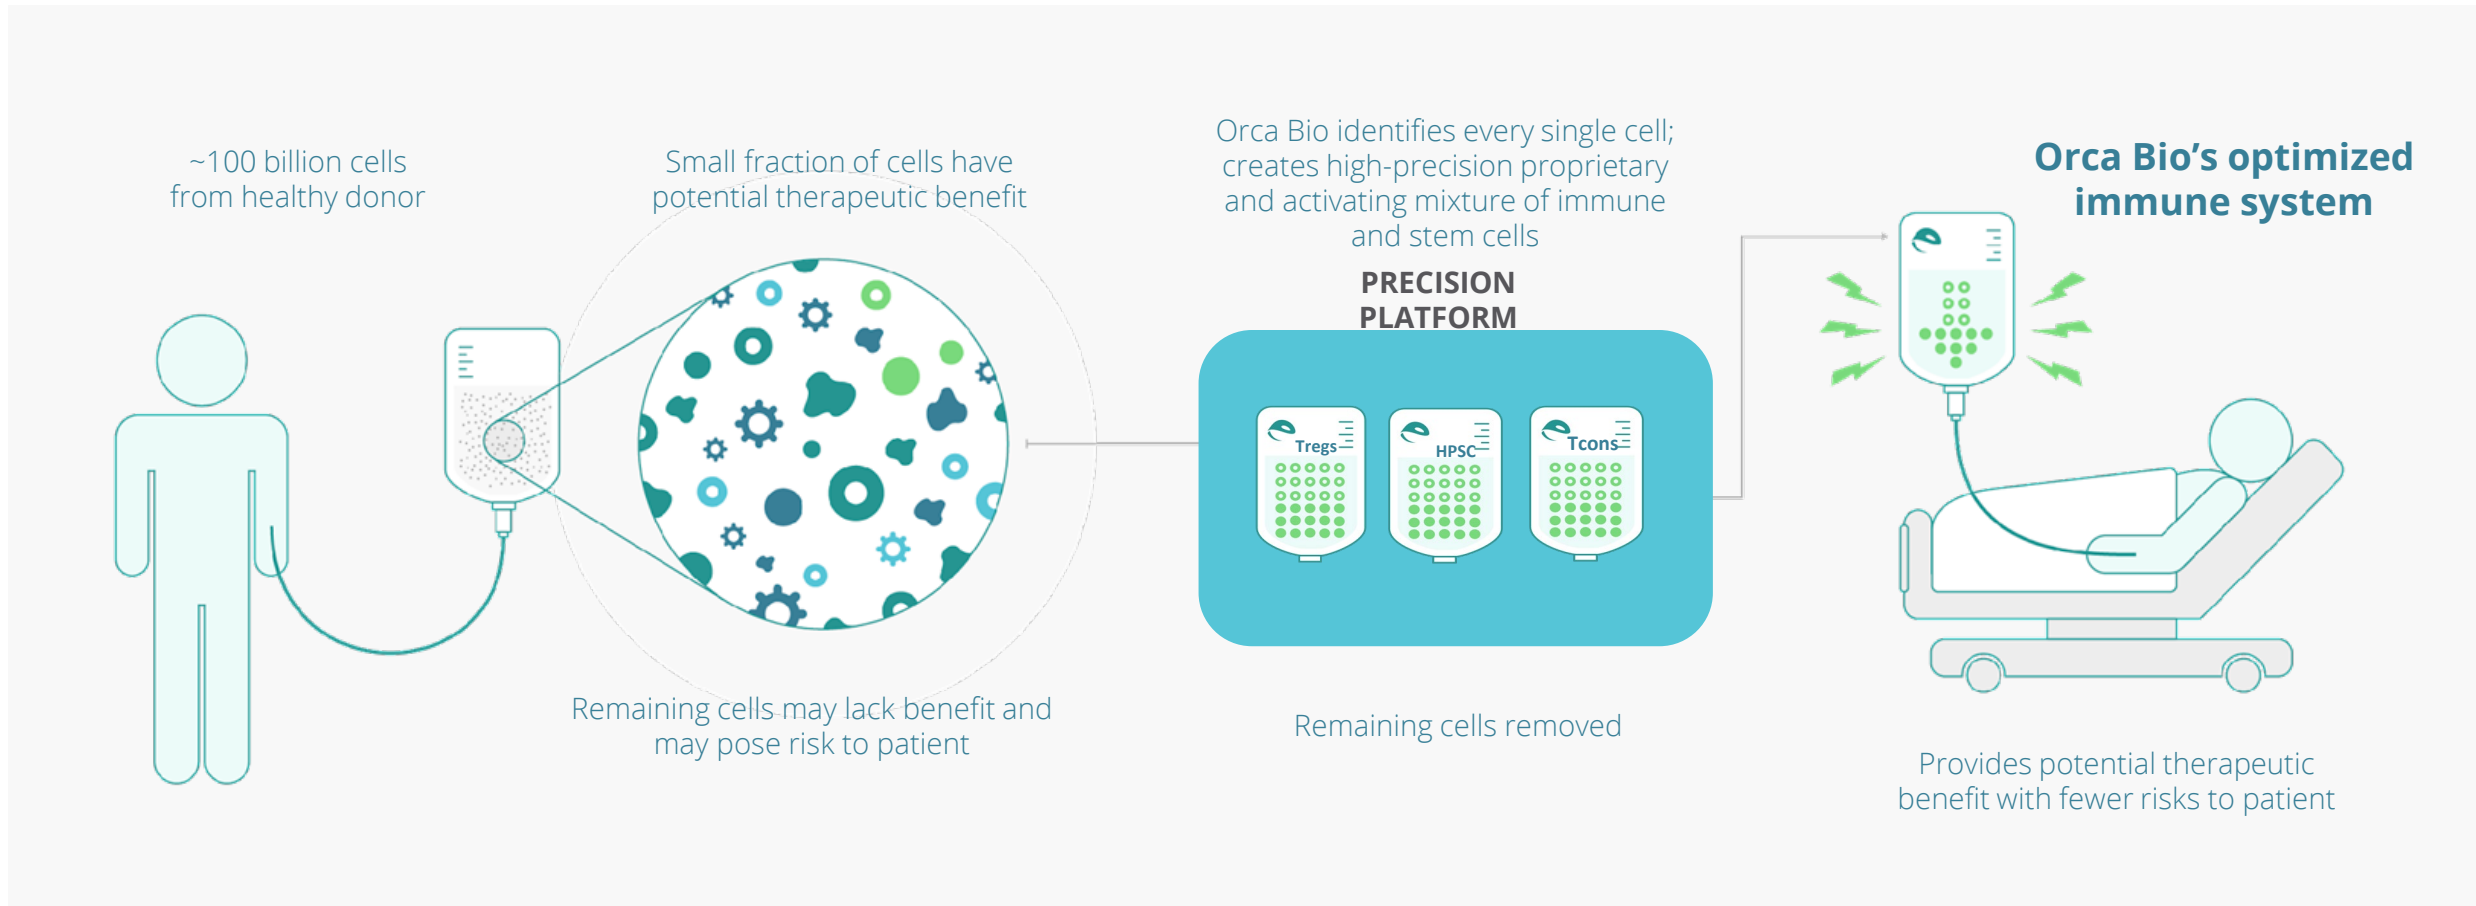 ~100 billion cells
from healthy donor
Small fraction of cells have
potential therapeutic benefit
Remaining cells may lack benefit and
may pose risk to patient
Orca Bio identifies every single cell;
creates high-precision proprietary
and activating mixture of immune
and stem cells
PRECISION
PLATFORM
Tregs
HPSC
Tcons
Remaining cells removed
Orca Bio’s optimized
immune system
Provides potential therapeutic
benefit with fewer risks to patient